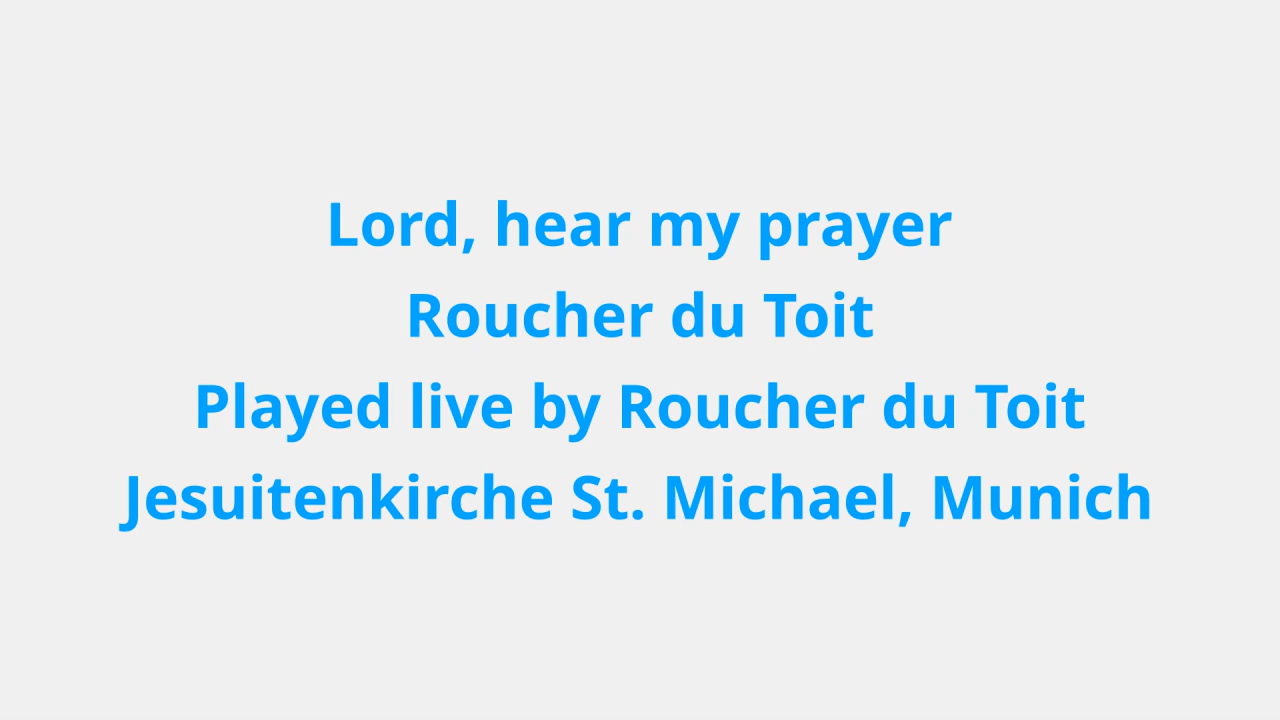 Lord, hear my prayer
Roucher du Toit
Played live by Roucher du Toit
Jesuitenkirche St. Michael, Munich